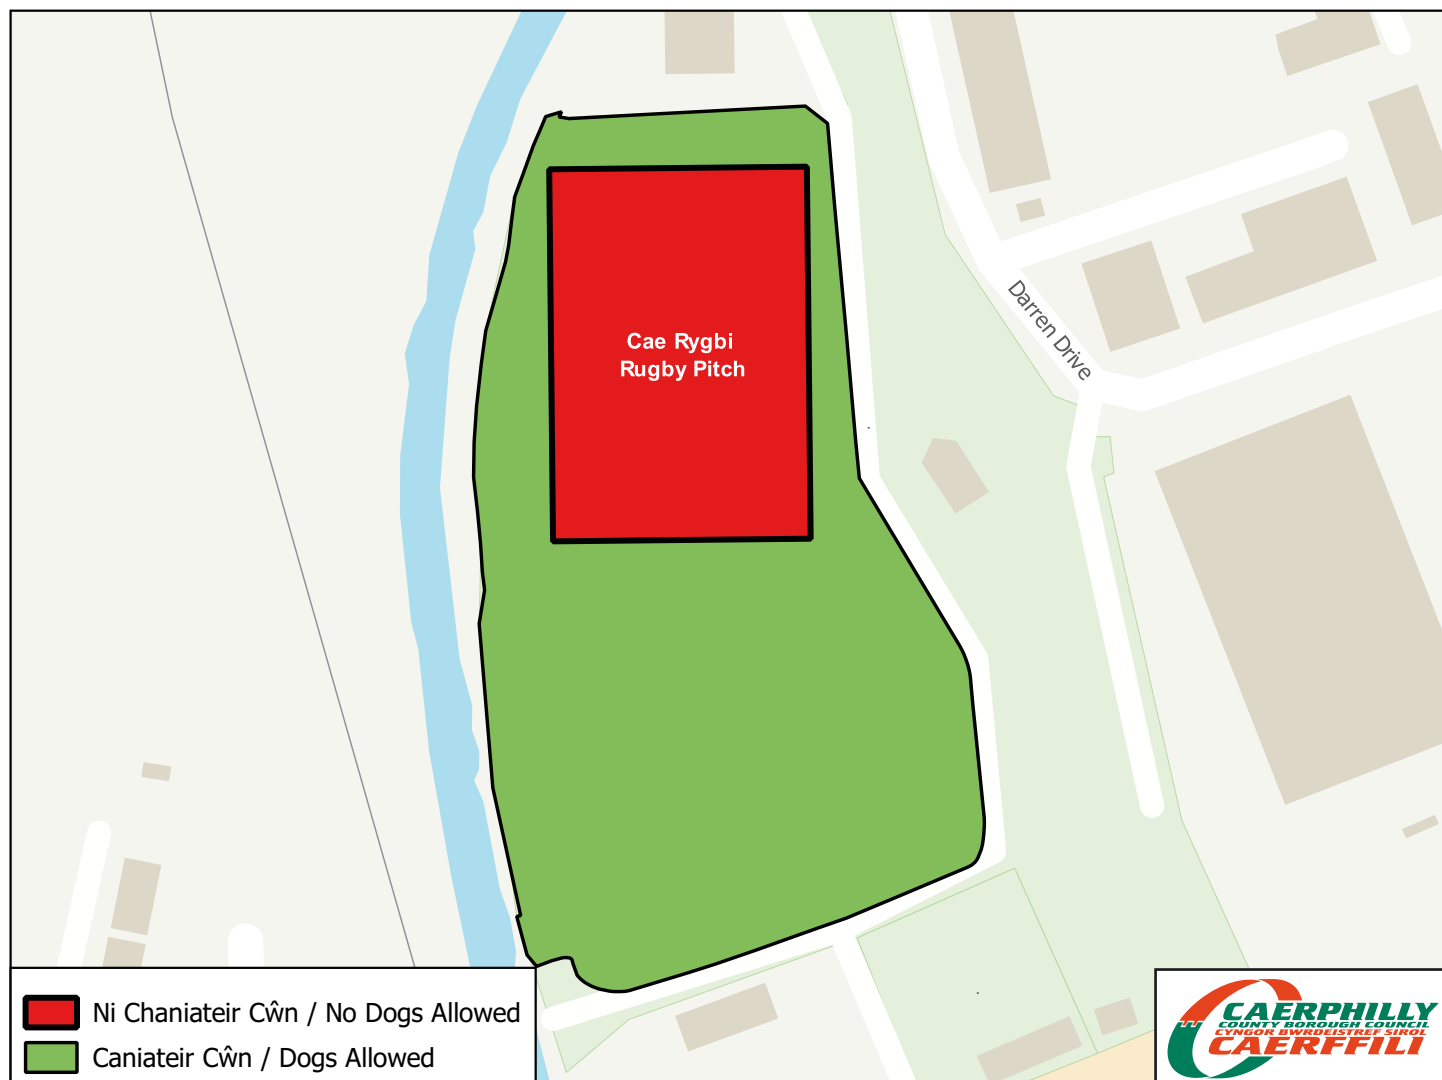 Cae Rygbi
Rugby Pitch
Darren Drive
Ni Chaniateir Cŵn / No Dogs Allowed
Caniateir Cŵn / Dogs Allowed
CAERPHILLY
COUNTY BOROUGH COUNCIL
CYNGOR BWRDEISTREF SIROL
CAERFFILI